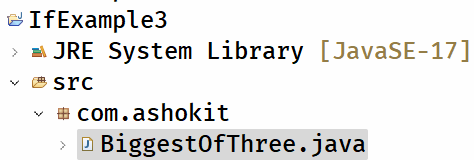 IfExample3
JRE System Library [JavaSE-17]
src
com.ashokit
BiggestOfThree.java